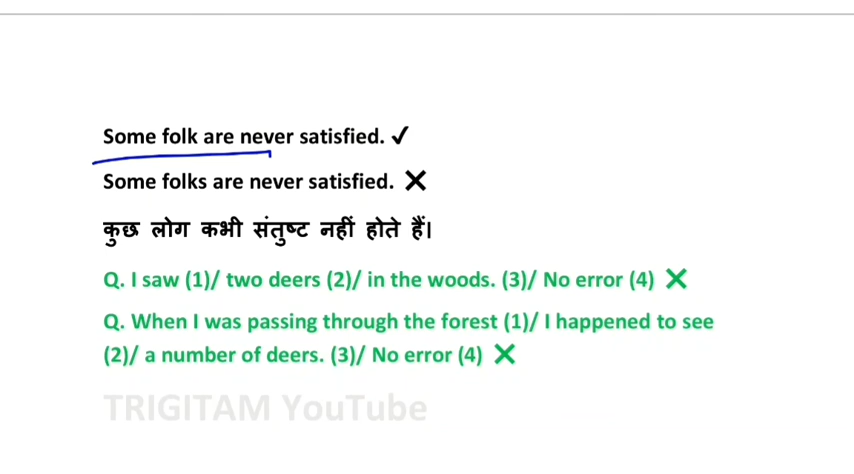 Some folk are never satisfied. ✓
Some folks are never satisfied. ✕
कुछ लोग कभी संतुष्ट नहीं होते हैं।
Q. I saw (1)/ two deers (2)/ in the woods. (3)/ No error (4) ✕
Q. When I was passing through the forest (1)/ I happened to see
(2)/ a number of deers. (3)/ No error (4) ✕
TRIGITAM YouTube